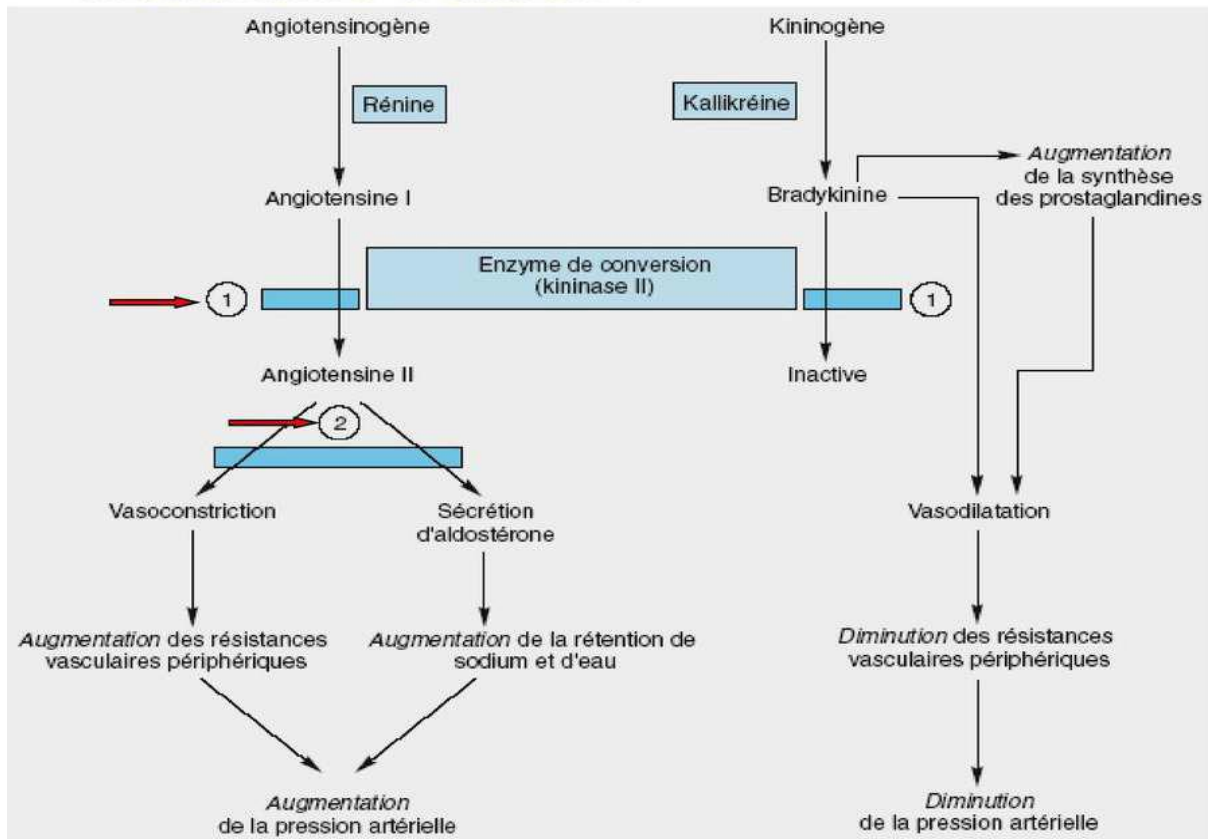 Angiotensinogène
Kininogène
Rénine
Kallikréine
Augmentation
de la synthèse
des prostaglandines
Angiotensine I
Bradykinine
Enzyme de conversion
(kininase II)
1
1
Angiotensine II
Inactive
2
Vasoconstriction
Sécrétion
d'aldostérone
Vasodilatation
Augmentation des résistances
vasculaires périphériques
Augmentation de la rétention de
sodium et d'eau
Diminution des résistances
vasculaires périphériques
Augmentation
de la pression artérielle
Diminution
de la pression artérielle